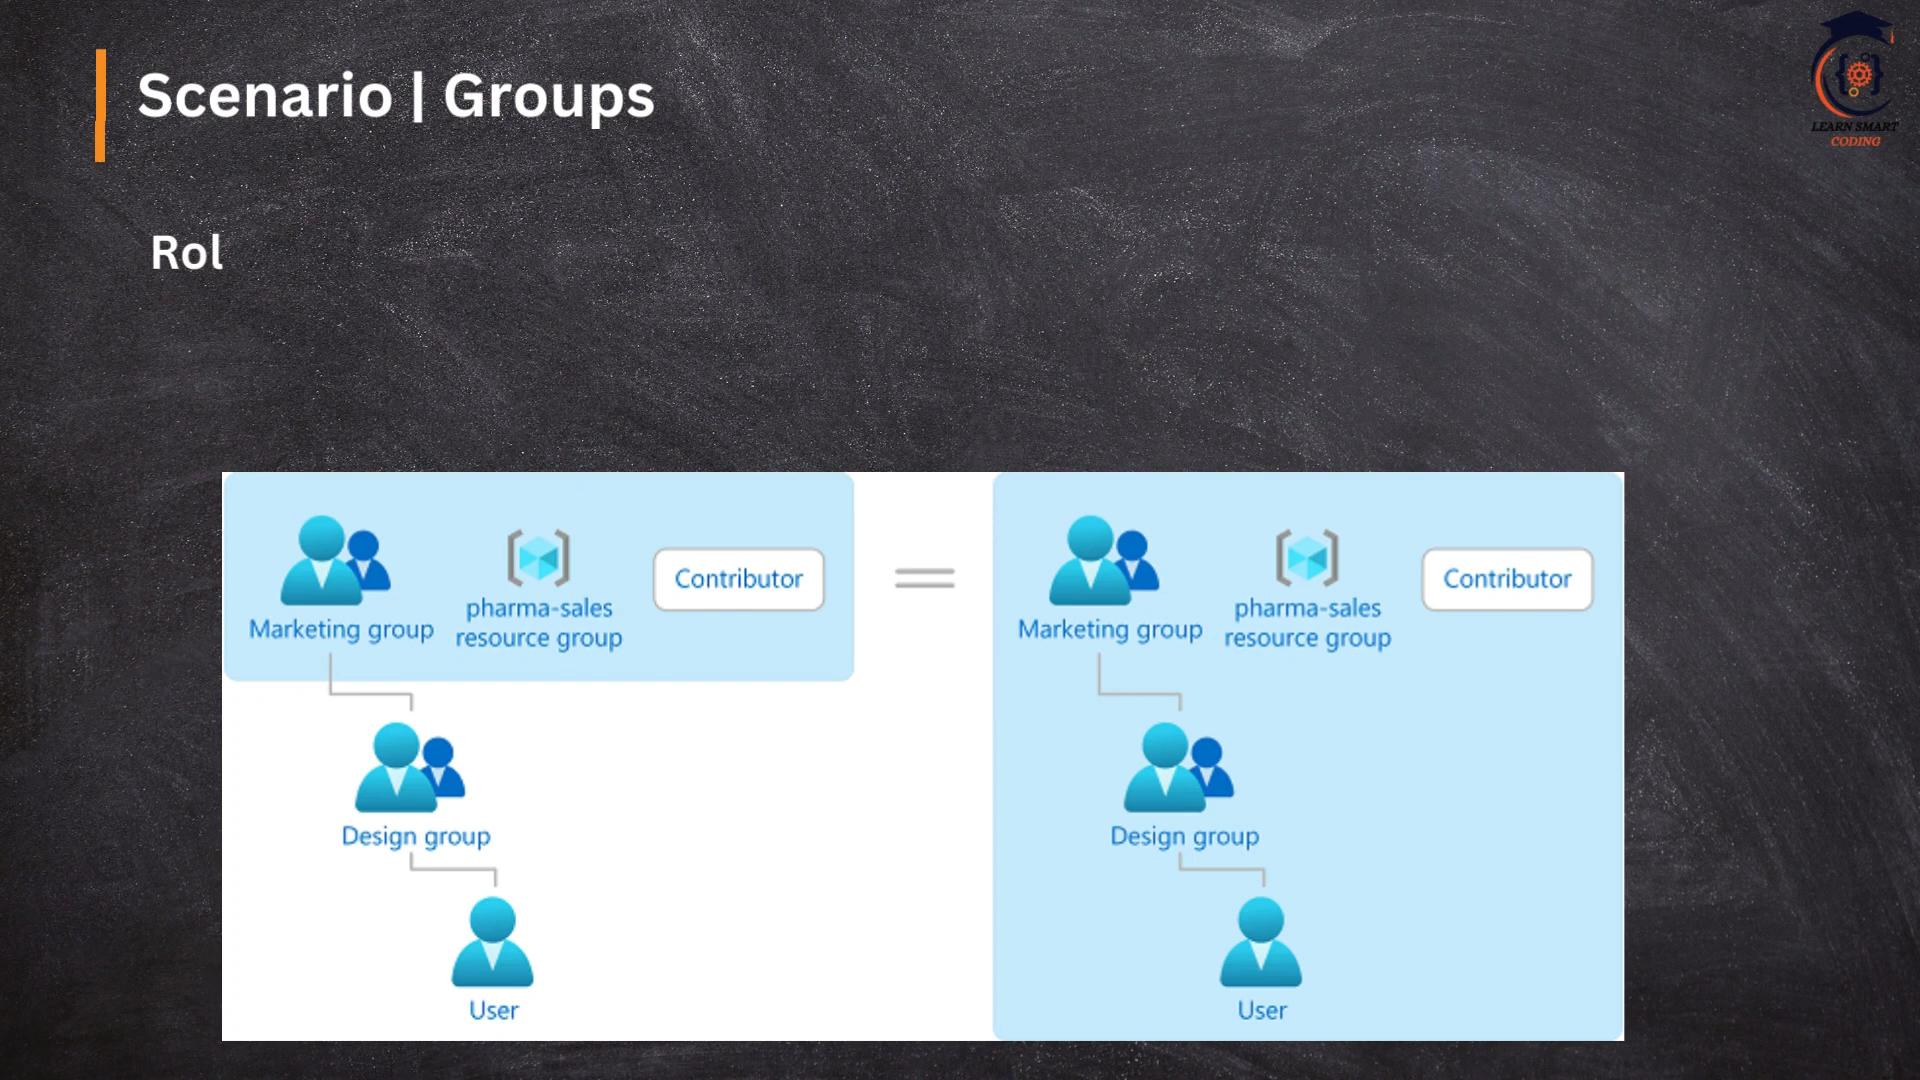 Scenario | Groups
LEARN SMART
CODING
Rol
Marketing group
pharma-sales
resource group
Contributor
Design group
User
Marketing group
pharma-sales
resource group
Contributor
Design group
User